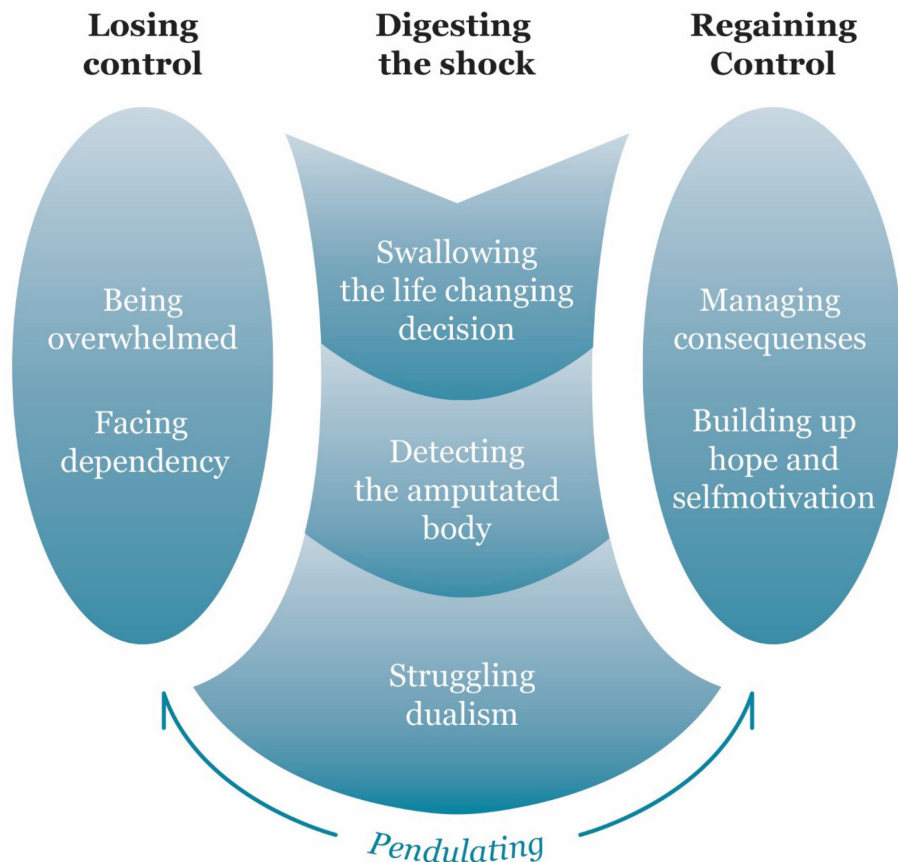 Losing
control
Digesting
the shock
Regaining
Control
Being
overwhelmed
Facing
dependency
Swallowing
the life changing
decision
Detecting
the amputated
body
Struggling
dualism
Managing
consequenses
Building up
hope and
selfmotivation
Pendulating